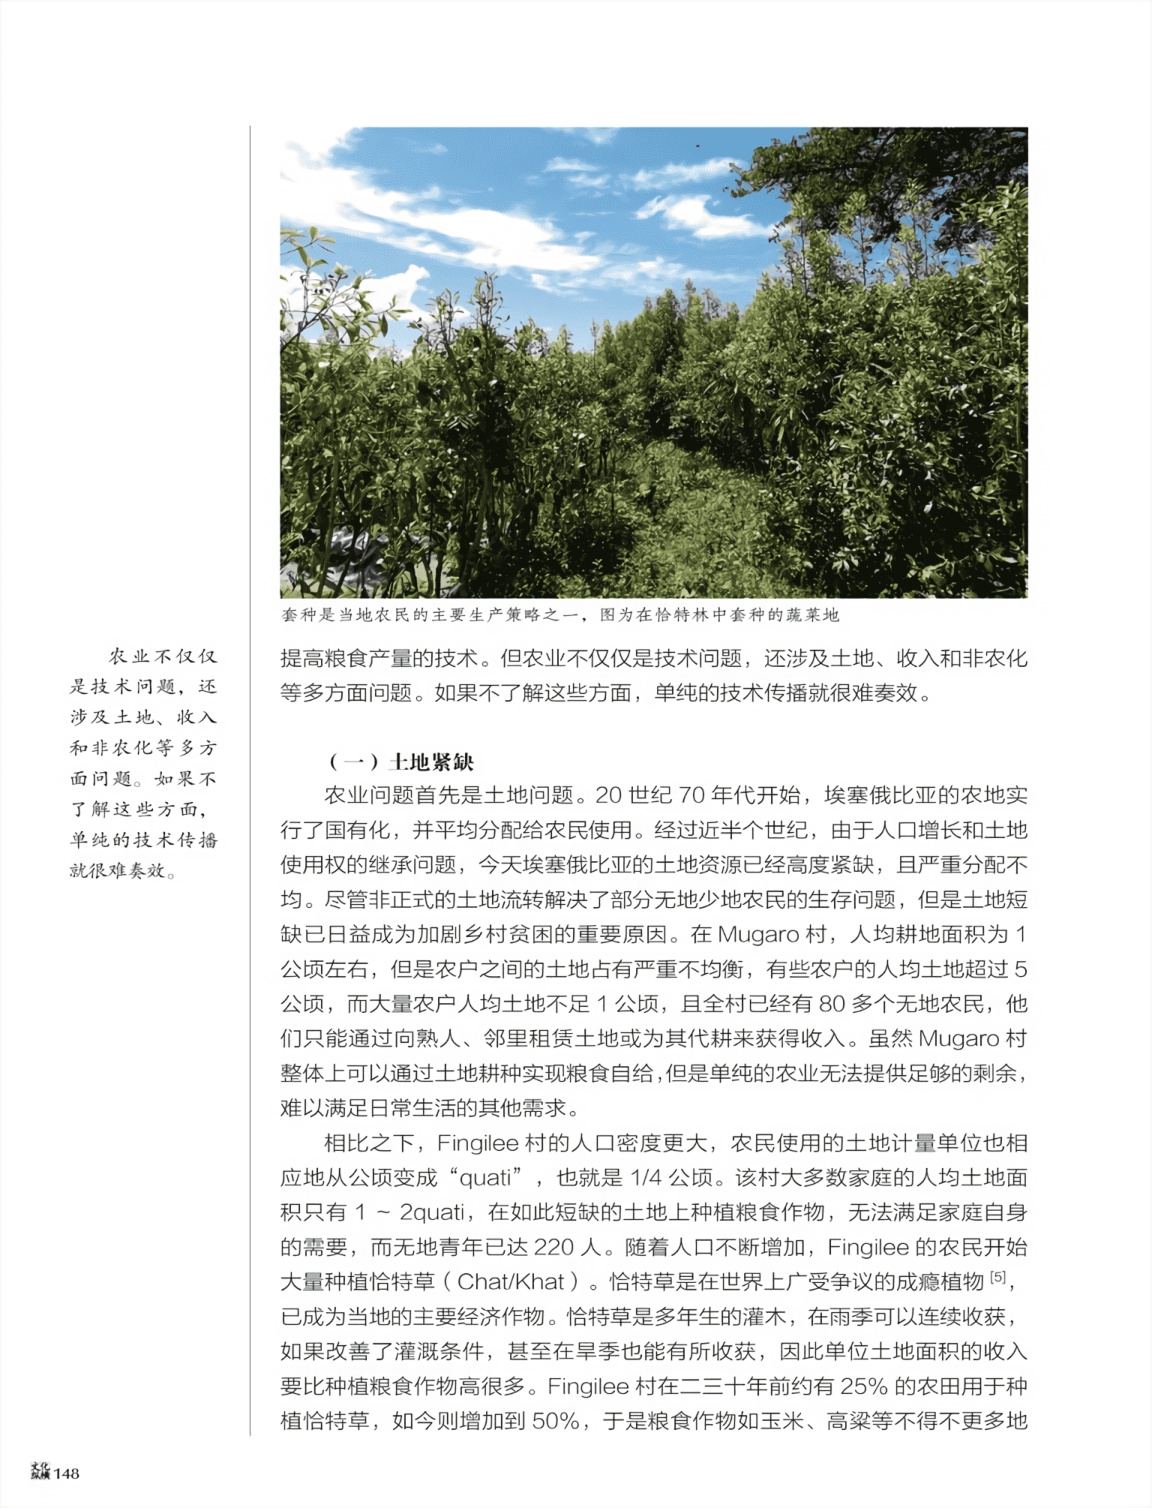 套种是当地农民的主要生产策略之一，图为在恰特林中套种的蔬菜地
农业不仅仅
是技术问题，还
涉及土地、收入
和非农化等多方
面问题。如果不
了解这些方面，
单纯的技术传播
就很难奏效。
提高粮食产量的技术。但农业不仅仅是技术问题，还涉及土地、收入和非农化
等多方面问题。如果不了解这些方面，单纯的技术传播就很难奏效。
（一）土地紧缺
农业问题首先是土地问题。20 世纪 70 年代开始，埃塞俄比亚的农地实
行了国有化，并平均分配给农民使用。经过近半个世纪，由于人口增长和土地
使用权的继承问题，今天埃塞俄比亚的土地资源已经高度紧缺，且严重分配不
均。尽管非正式的土地流转解决了部分无地少地农民的生存问题，但是土地短
缺已日益成为加剧乡村贫困的重要原因。在 Mugaro 村，人均耕地面积为 1
公顷左右，但是农户之间的土地占有严重不均衡，有些农户的人均土地超过 5
公顷，而大量农户人均土地不足 1 公顷，且全村已经有 80 多个无地农民，他
们只能通过向熟人、邻里租赁土地或为其代耕来获得收入。虽然 Mugaro 村
整体上可以通过土地耕种实现粮食自给，但是单纯的农业无法提供足够的剩余，
难以满足日常生活的其他需求。
相比之下，Fingilee 村的人口密度更大，农民使用的土地计量单位也相
应地从公顷变成“quati”，也就是 1/4 公顷。该村大多数家庭的人均土地面
积只有 1 ～ 2quati，在如此短缺的土地上种植粮食作物，无法满足家庭自身
的需要，而无地青年已达 220 人。随着人口不断增加，Fingilee 的农民开始
大量种植恰特草（Chat/Khat）。恰特草是在世界上广受争议的成瘾植物 [5]，
已成为当地的主要经济作物。恰特草是多年生的灌木，在雨季可以连续收获，
如果改善了灌溉条件，甚至在旱季也能有所收获，因此单位土地面积的收入
要比种植粮食作物高很多。Fingilee 村在二三十年前约有 25% 的农田用于种
植恰特草，如今则增加到 50%，于是粮食作物如玉米、高粱等不得不更多地
文化纵横 148